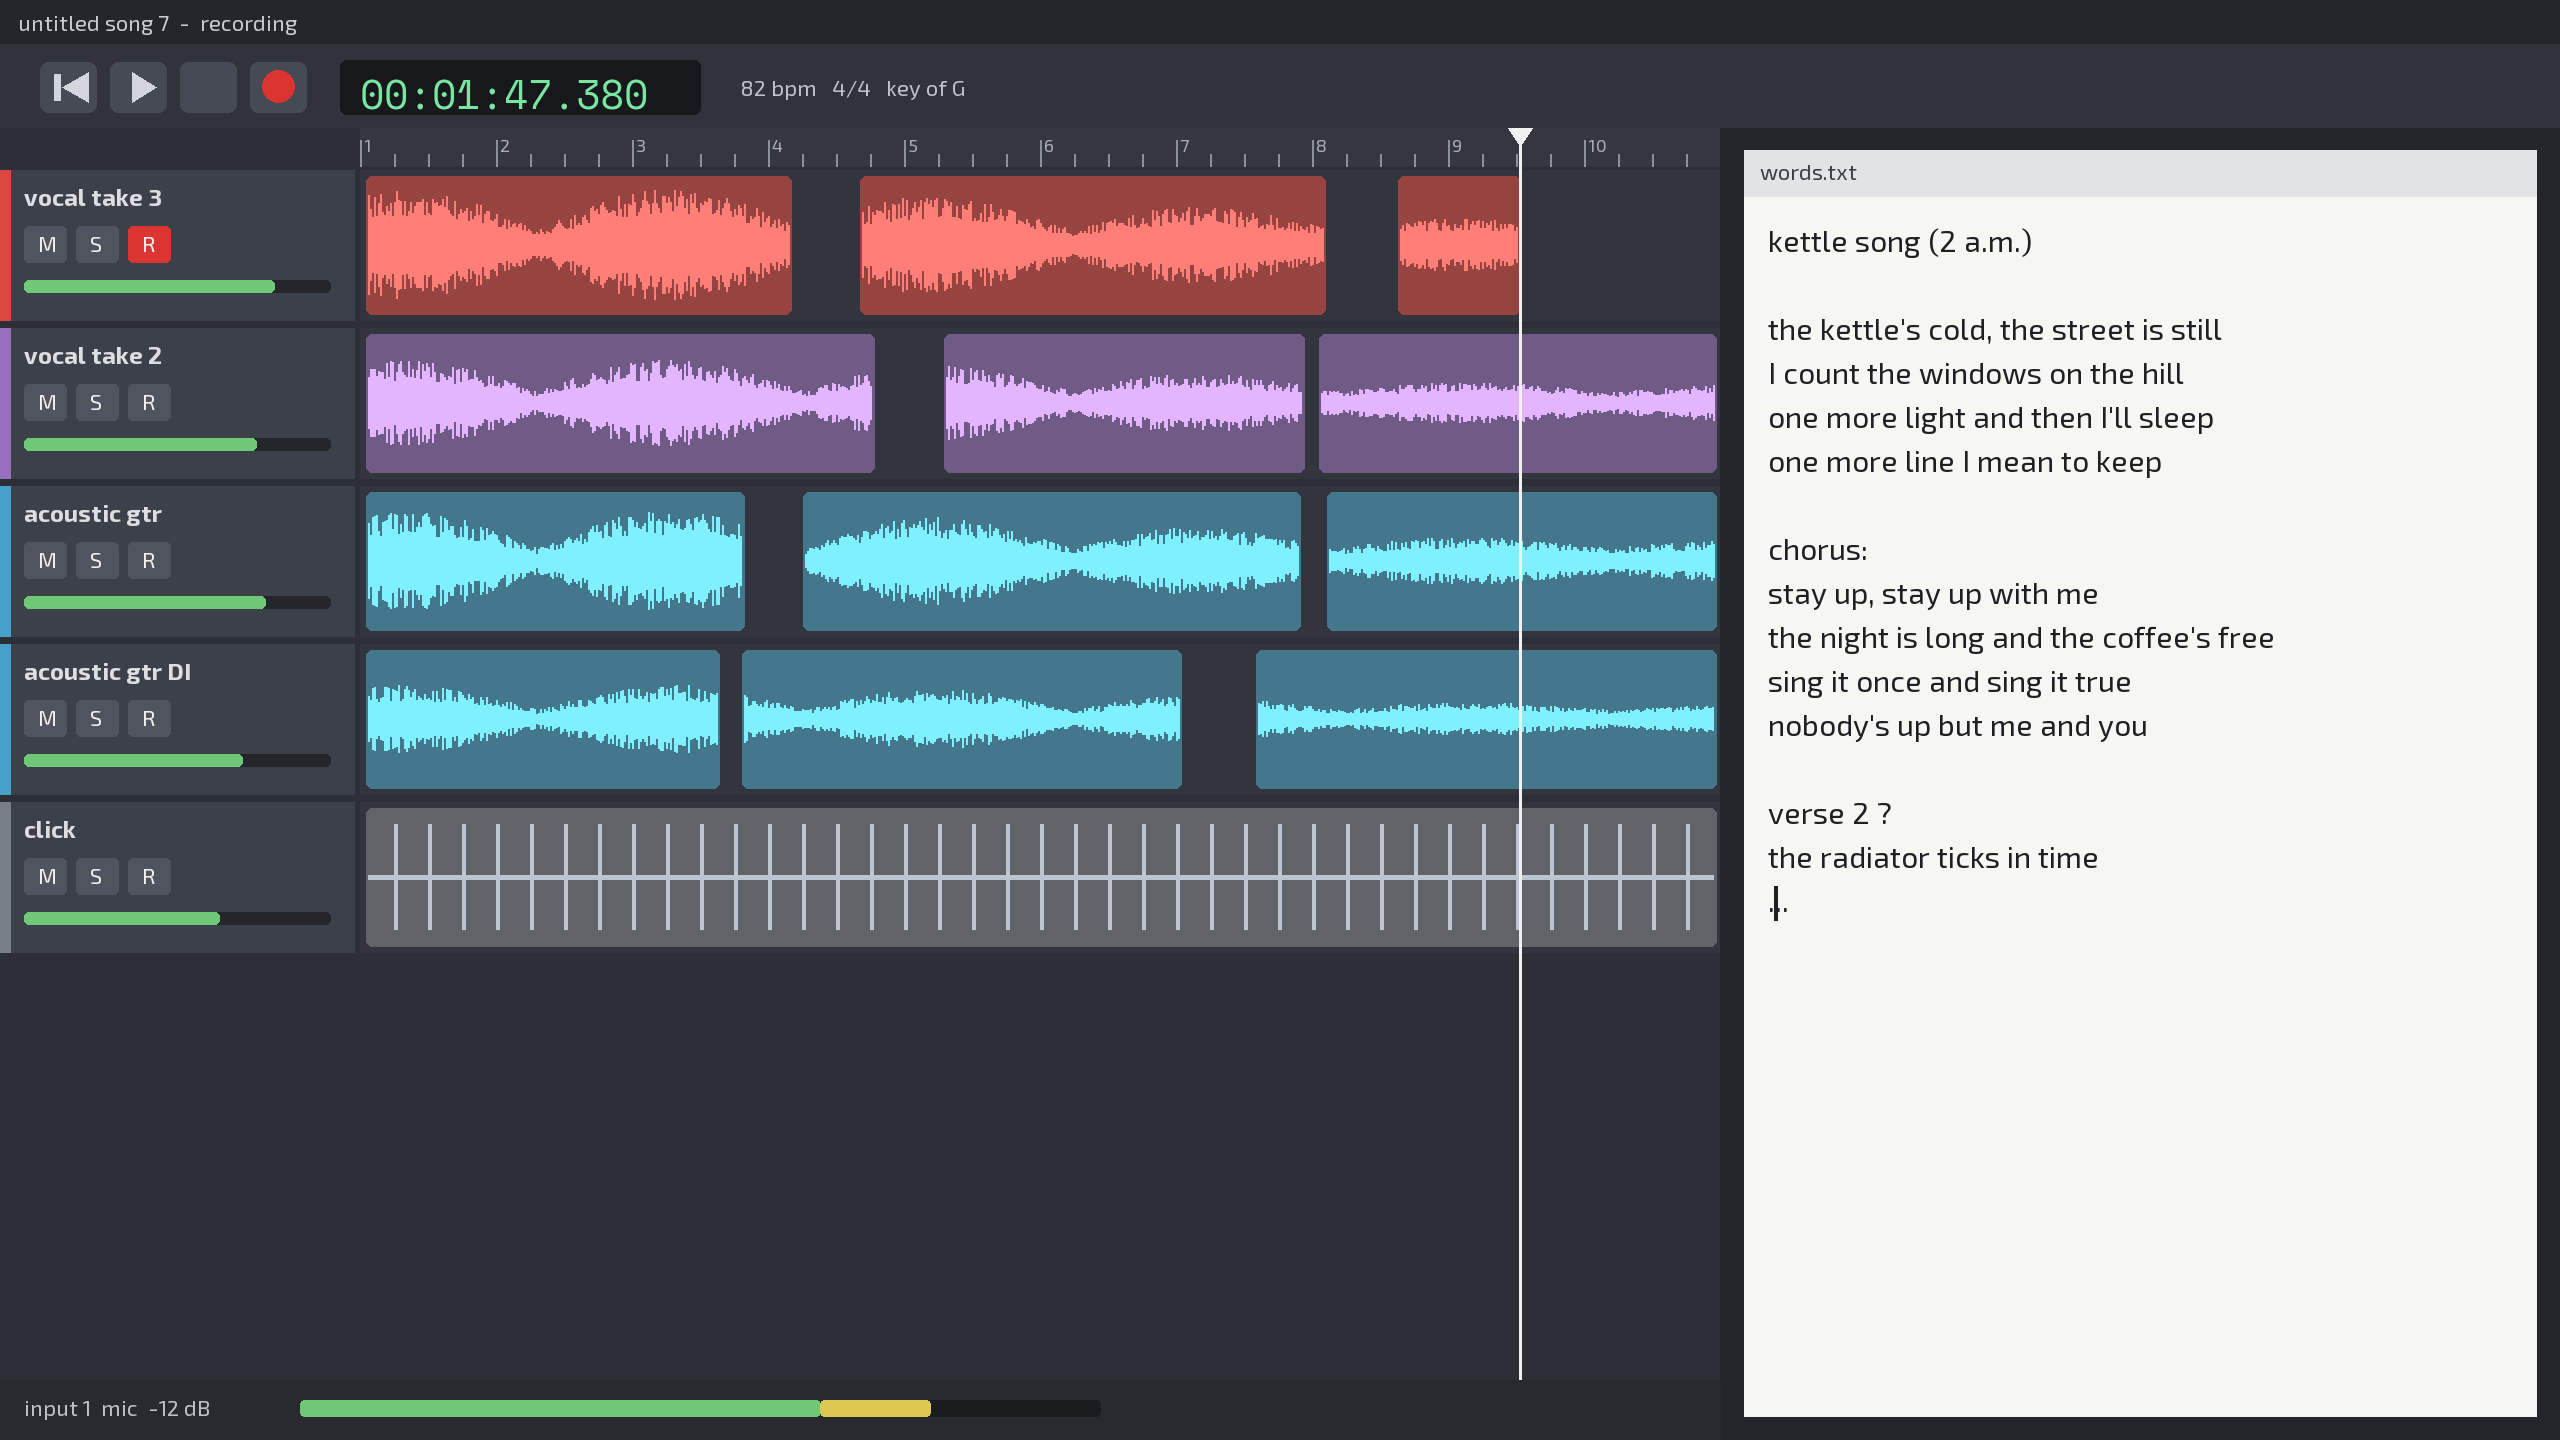 untitled song 7 - recording
00:01:47.380
82 bpm 4/4 key of G
1 2 3 4 5 6 7 8 9 10
vocal take 3
M S R
vocal take 2
M S R
acoustic gtr
M S R
acoustic gtr DI
M S R
click
M S R
input 1 mic -12 dB
words.txt
kettle song (2 a.m.)
the kettle's cold, the street is still
I count the windows on the hill
one more light and then I'll sleep
one more line I mean to keep
chorus:
stay up, stay up with me
the night is long and the coffee's free
sing it once and sing it true
nobody's up but me and you
verse 2 ?
the radiator ticks in time
...